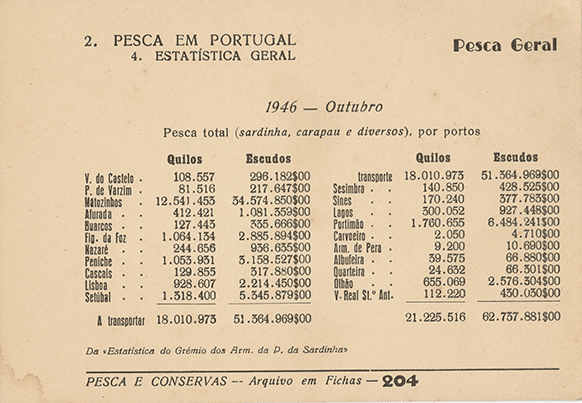 2. PESCA EM PORTUGAL
4. ESTATÍSTICA GERAL
Pesca Geral
1946 — Outubro
Pesca total (sardinha, carapau e diversos), por portos
Quilos Escudos
V. do Castelo . 108.557 296.182$00
P. de Varzim . 81.516 217.647$00
Matozinhos . 12.541.453 34.574.850$00
Afurada . . 412.421 1.081.359$00
Buarcos . . 127.443 335.666$00
Fig. da Foz . 1.064.134 2.885.894$00
Nazaré . . 244.656 936.635$00
Peniche . . 1.053.931 3.158.527$00
Cascais . . 129.855 317.880$00
Lisboa . . 928.607 2.214.450$00
Setúbal . . 1.318.400 5.345.879$00
A transportar 18.010.973 51.364.969$00
Quilos Escudos
transporte 18.010.973 51.364.969$00
Sesimbra . . 140.850 428.525$00
Sines . . 170.240 377.783$00
Lagos . . 300.052 927.448$00
Portimão . . 1.760.635 6.484.241$00
Carvoeiro . . 2.050 4.710$00
Arm. de Pera . 9.200 10.690$00
Albufeira . . 39.575 66.880$00
Quarteira . . 24.632 66.301$00
Olhão . . 655.069 2.576.304$00
V. Real St.º Ant. 112.220 430.030$00
21.225.516 62.737.881$00
Da «Estatística do Grémio dos Arm. da P. da Sardinha»
PESCA E CONSERVAS -- Arquivo em Fichas — 204